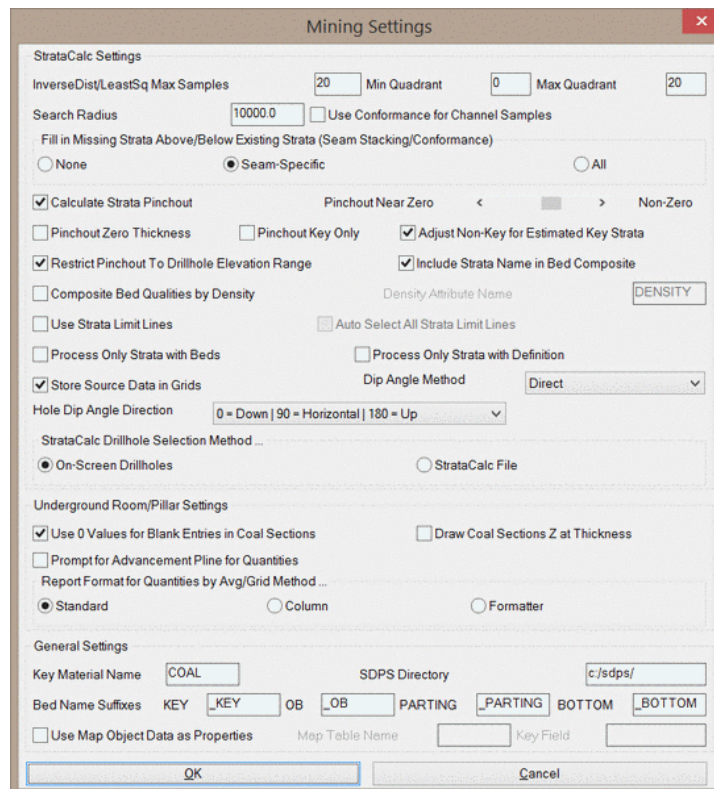 Mining Settings
x
StrataCalc Settings
InverseDist/LeastSq Max Samples 20 Min Quadrant 0 Max Quadrant 20
Search Radius 10000.0 Use Conformance for Channel Samples
Fill in Missing Strata Above/Below Existing Strata (Seam Stacking/Conformance)
None Seam-Specific All
Calculate Strata Pinchout Pinchout Near Zero < > Non-Zero
Pinchout Zero Thickness Pinchout Key Only Adjust Non-Key for Estimated Key Strata
Restrict Pinchout To Drillhole Elevation Range Include Strata Name in Bed Composite
Composite Bed Qualities by Density Density Attribute Name DENSITY
Use Strata Limit Lines Auto Select All Strata Limit Lines
Process Only Strata with Beds Process Only Strata with Definition
Store Source Data in Grids Dip Angle Method Direct
Hole Dip Angle Direction 0 = Down | 90 = Horizontal | 180 = Up
StrataCalc Drillhole Selection Method ...
On-Screen Drillholes StrataCalc File
Underground Room/Pillar Settings
Use 0 Values for Blank Entries in Coal Sections Draw Coal Sections Z at Thickness
Prompt for Advancement Pline for Quantities
Report Format for Quantities by Avg/Grid Method ...
Standard Column Formatter
General Settings
Key Material Name COAL SDPS Directory c:/sdps/
Bed Name Suffixes KEY _KEY OB _OB PARTING _PARTING BOTTOM _BOTTOM
Use Map Object Data as Properties Map Table Name Key Field
OK Cancel